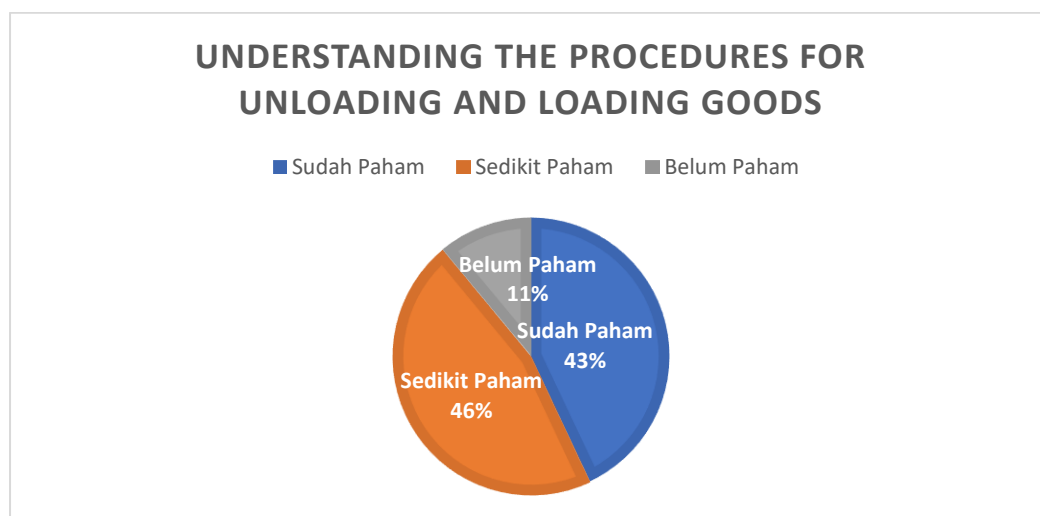 UNDERSTANDING THE PROCEDURES FOR
UNLOADING AND LOADING GOODS
Sudah Paham Sedikit Paham Belum Paham
Belum Paham
11%
Sudah Paham
43%
Sedikit Paham
46%